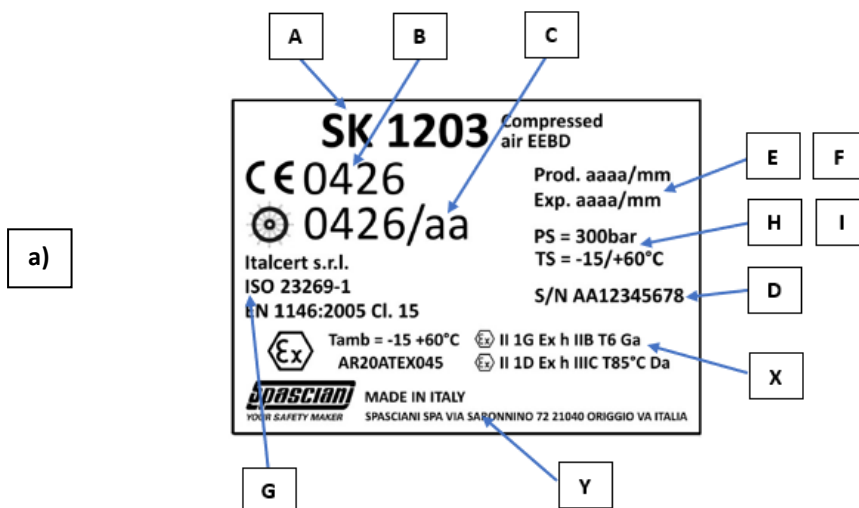 A B C
SK 1203 Compressed
air EEBD
CE 0426
0426/aa
Prod. aaaa/mm
Exp. aaaa/mm
E F
PS = 300bar
TS = -15/+60°C
H I
a)
Italcert s.r.l.
ISO 23269-1
EN 1146:2005 Cl. 15
S/N AA12345678
D
Ex Tamb = -15 +60°C Ex II 1G Ex h IIB T6 Ga
AR20ATEX045 Ex II 1D Ex h IIIC T85°C Da
X
spasciani MADE IN ITALY
YOUR SAFETY MAKER SPASCIANI SPA VIA SARONNINO 72 21040 ORIGGIO VA ITALIA
G Y